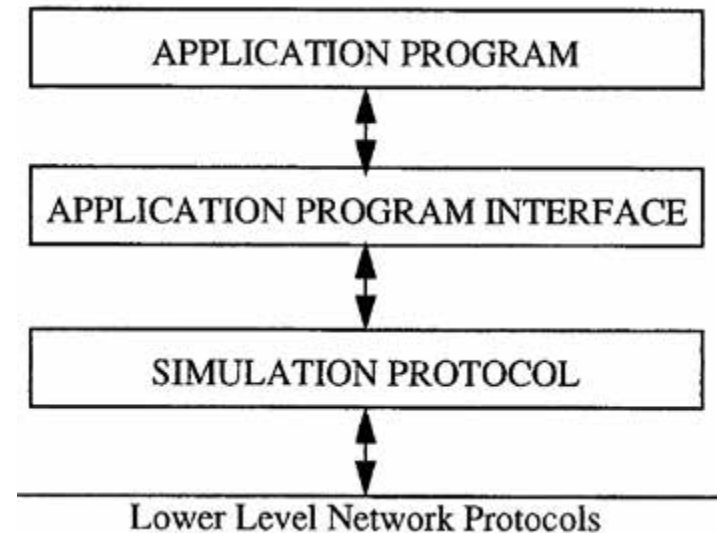 APPLICATION PROGRAM
APPLICATION PROGRAM INTERFACE
SIMULATION PROTOCOL
Lower Level Network Protocols